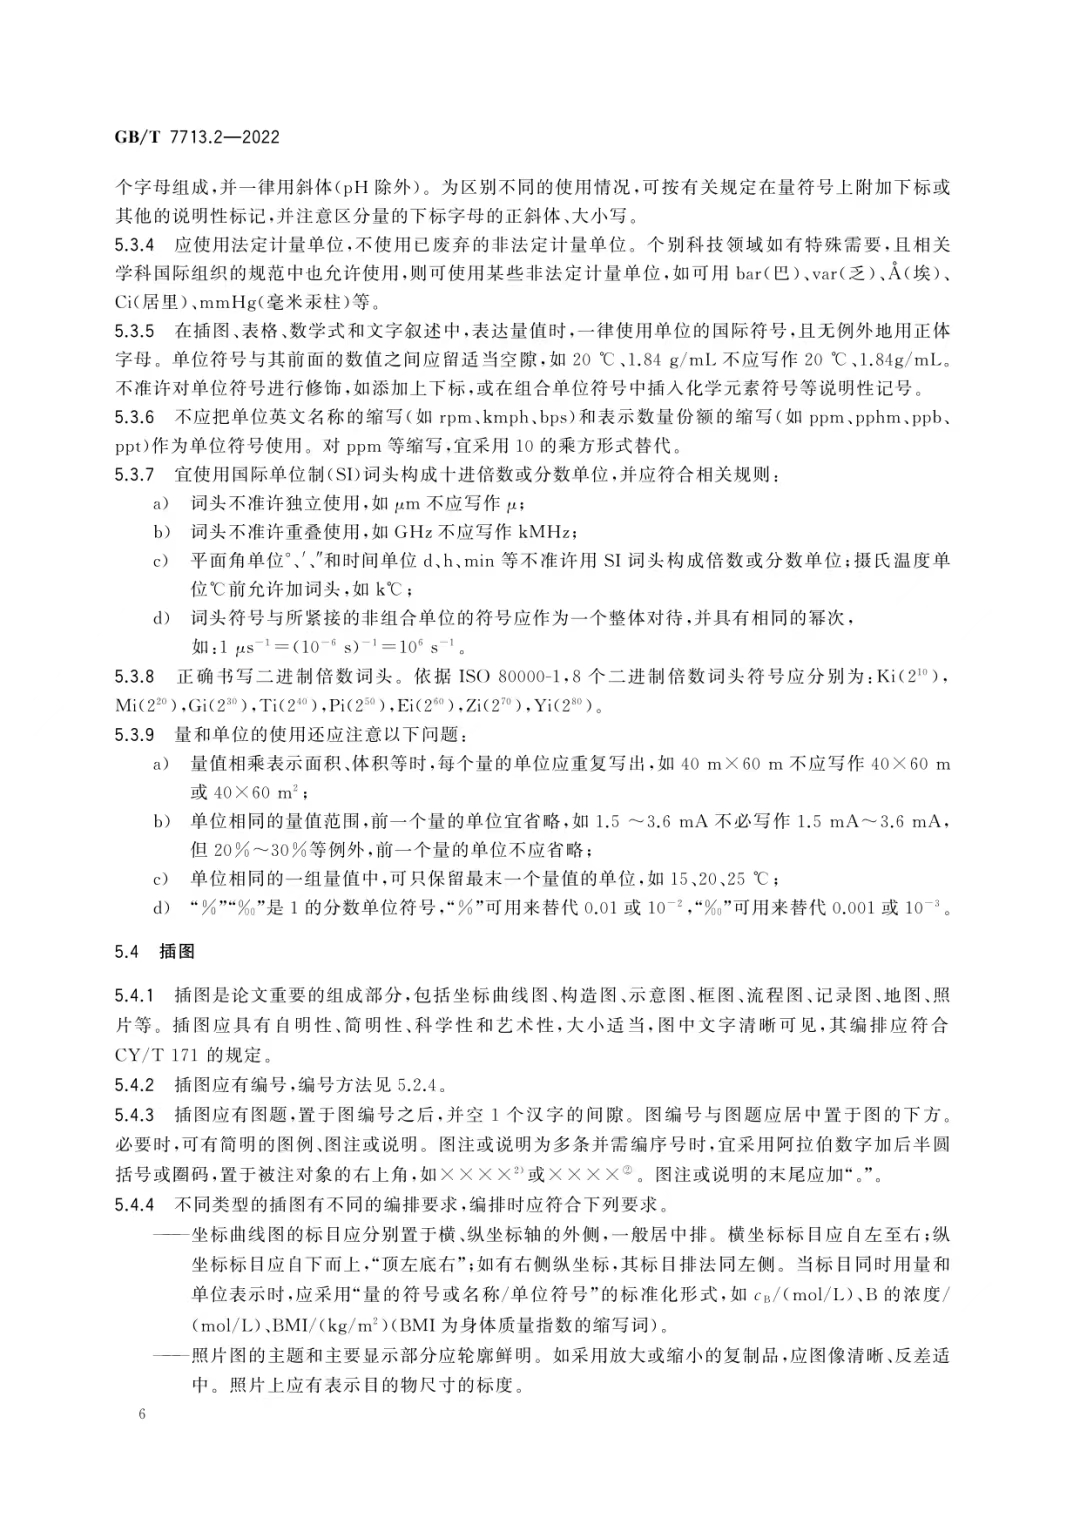 GB/T 7713.2—2022
个字母组成,并一律用斜体(pH 除外)。为区别不同的使用情况,可按有关规定在量符号上附加下标或
其他的说明性标记,并注意区分量的下标字母的正斜体、大小写。
5.3.4 应使用法定计量单位,不使用已废弃的非法定计量单位。个别科技领域如有特殊需要,且相关
学科国际组织的规范中也允许使用,则可使用某些非法定计量单位,如可用 bar(巴)、var(乏)、Å(埃)、
Ci(居里)、mmHg(毫米汞柱)等。
5.3.5 在插图、表格、数学式和文字叙述中,表达量值时,一律使用单位的国际符号,且无例外地用正体
字母。单位符号与其前面的数值之间应留适当空隙,如 20 ℃、1.84 g/mL 不应写作 20 ℃、1.84g/mL。
不准许对单位符号进行修饰,如添加上下标,或在组合单位符号中插入化学元素符号等说明性记号。
5.3.6 不应把单位英文名称的缩写(如 rpm、kmph、bps)和表示数量份额的缩写(如 ppm、pphm、ppb、
ppt)作为单位符号使用。对 ppm 等缩写,宜采用 10 的乘方形式替代。
5.3.7 宜使用国际单位制(SI)词头构成十进倍数或分数单位,并应符合相关规则:
a) 词头不准许独立使用,如 μm 不应写作 μ;
b) 词头不准许重叠使用,如 GHz 不应写作 kMHz;
c) 平面角单位°、′、″和时间单位 d、h、min 等不准许用 SI 词头构成倍数或分数单位;摄氏温度单
位℃前允许加词头,如 k℃;
d) 词头符号与所紧接的非组合单位的符号应作为一个整体对待,并具有相同的幂次,
如:1 μs⁻¹=(10⁻⁶ s)⁻¹=10⁶ s⁻¹。
5.3.8 正确书写二进制倍数词头。依据 ISO 80000-1,8 个二进制倍数词头符号应分别为:Ki(2¹⁰),
Mi(2²⁰),Gi(2³⁰),Ti(2⁴⁰),Pi(2⁵⁰),Ei(2⁶⁰),Zi(2⁷⁰),Yi(2⁸⁰)。
5.3.9 量和单位的使用还应注意以下问题:
a) 量值相乘表示面积、体积等时,每个量的单位应重复写出,如 40 m×60 m 不应写作 40×60 m
或 40×60 m²;
b) 单位相同的量值范围,前一个量的单位宜省略,如 1.5 ～3.6 mA 不必写作 1.5 mA～3.6 mA,
但 20%～30%等例外,前一个量的单位不应省略;
c) 单位相同的一组量值中,可只保留最末一个量值的单位,如 15、20、25 ℃;
d) “%”“‰”是 1 的分数单位符号,“%”可用来替代 0.01 或 10⁻²,“‰”可用来替代 0.001 或 10⁻³。
5.4 插图
5.4.1 插图是论文重要的组成部分,包括坐标曲线图、构造图、示意图、框图、流程图、记录图、地图、照
片等。插图应具有自明性、简明性、科学性和艺术性,大小适当,图中文字清晰可见,其编排应符合
CY/T 171 的规定。
5.4.2 插图应有编号,编号方法见 5.2.4。
5.4.3 插图应有图题,置于图编号之后,并空 1 个汉字的间隙。图编号与图题应居中置于图的下方。
必要时,可有简明的图例、图注或说明。图注或说明为多条并需编序号时,宜采用阿拉伯数字加后半圆
括号或圈码,置于被注对象的右上角,如××××²⁾或××××②。图注或说明的末尾应加“。”。
5.4.4 不同类型的插图有不同的编排要求,编排时应符合下列要求。
——坐标曲线图的标目应分别置于横、纵坐标轴的外侧,一般居中排。横坐标标目应自左至右;纵
坐标标目应自下而上,“顶左底右”;如有右侧纵坐标,其标目排法同左侧。当标目同时用量和
单位表示时,应采用“量的符号或名称/单位符号”的标准化形式,如 c_B/(mol/L)、B 的浓度/
(mol/L)、BMI/(kg/m²)(BMI 为身体质量指数的缩写词)。
——照片图的主题和主要显示部分应轮廓鲜明。如采用放大或缩小的复制品,应图像清晰、反差适
中。照片上应有表示目的物尺寸的标度。
6